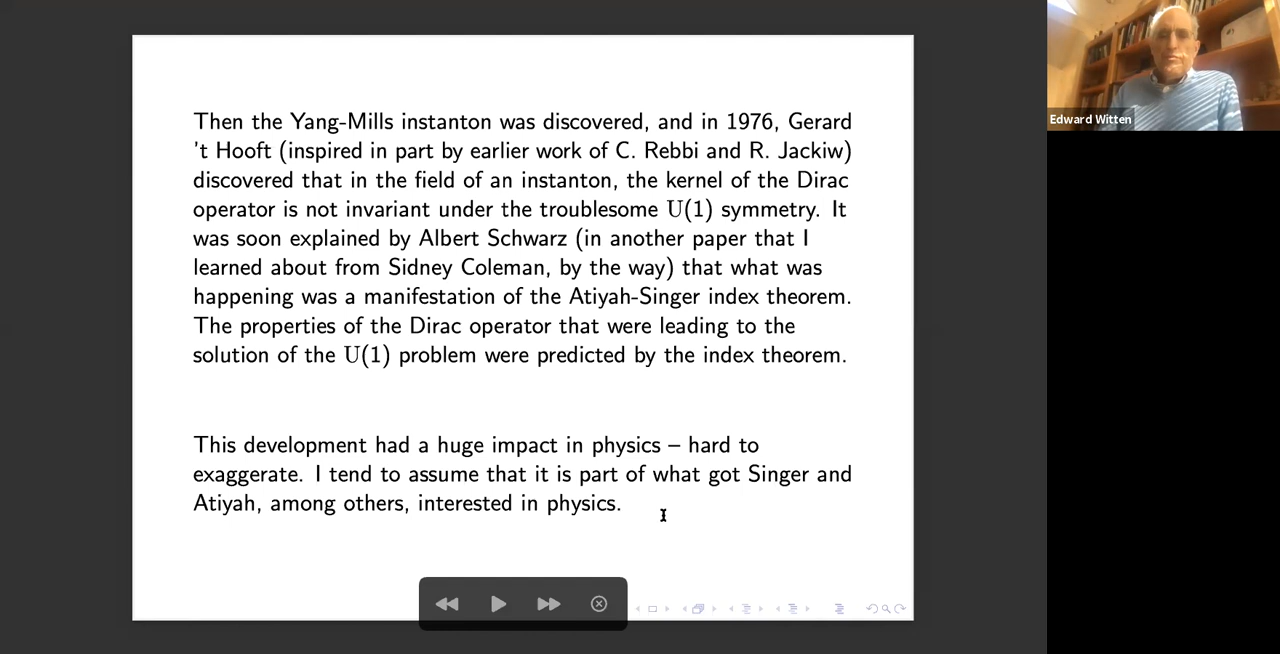 Then the Yang-Mills instanton was discovered, and in 1976, Gerard
't Hooft (inspired in part by earlier work of C. Rebbi and R. Jackiw)
discovered that in the field of an instanton, the kernel of the Dirac
operator is not invariant under the troublesome U(1) symmetry. It
was soon explained by Albert Schwarz (in another paper that I
learned about from Sidney Coleman, by the way) that what was
happening was a manifestation of the Atiyah-Singer index theorem.
The properties of the Dirac operator that were leading to the
solution of the U(1) problem were predicted by the index theorem.
This development had a huge impact in physics – hard to
exaggerate. I tend to assume that it is part of what got Singer and
Atiyah, among others, interested in physics.
Edward Witten